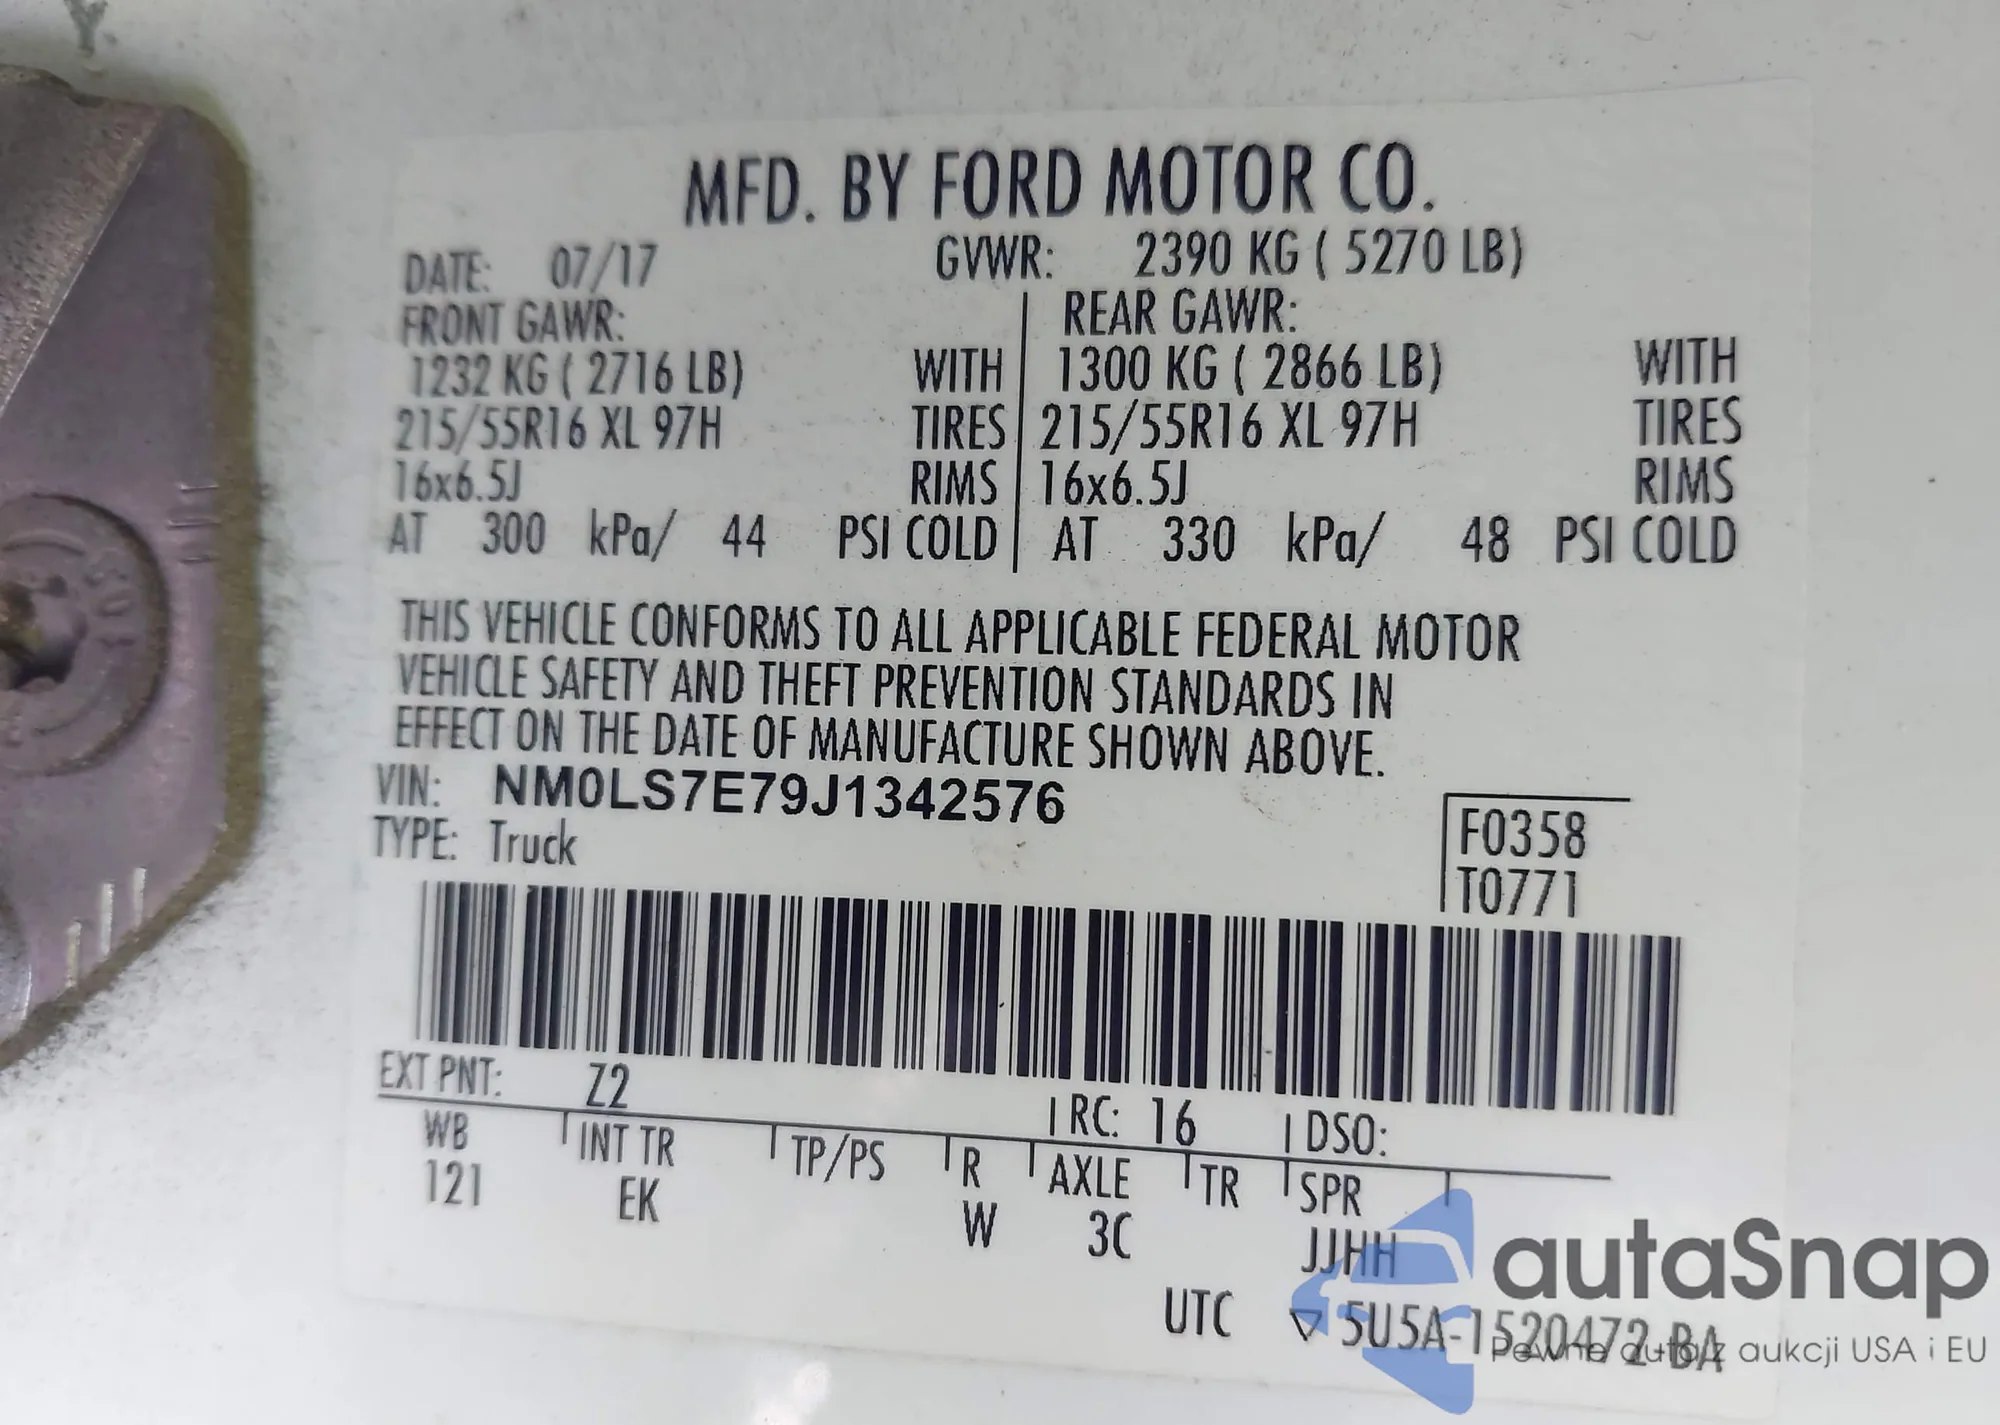 MFD. BY FORD MOTOR CO.
DATE: 07/17 GVWR: 2390 KG ( 5270 LB)
FRONT GAWR: REAR GAWR:
1232 KG ( 2716 LB) WITH 1300 KG ( 2866 LB) WITH
215/55R16 XL 97H TIRES 215/55R16 XL 97H TIRES
16x6.5J RIMS 16x6.5J RIMS
AT 300 kPa/ 44 PSI COLD AT 330 kPa/ 48 PSI COLD
THIS VEHICLE CONFORMS TO ALL APPLICABLE FEDERAL MOTOR
VEHICLE SAFETY AND THEFT PREVENTION STANDARDS IN
EFFECT ON THE DATE OF MANUFACTURE SHOWN ABOVE.
VIN: NM0LS7E79J1342576
TYPE: Truck
F0358
T0771
EXT PNT: Z2 RC: 16 DSO:
WB INT TR TP/PS R AXLE TR SPR
121 EK W 3C JJHH
UTC ▽ 5U5A-1520472-BA
autaSnap
Pewne auta z aukcji USA i EU